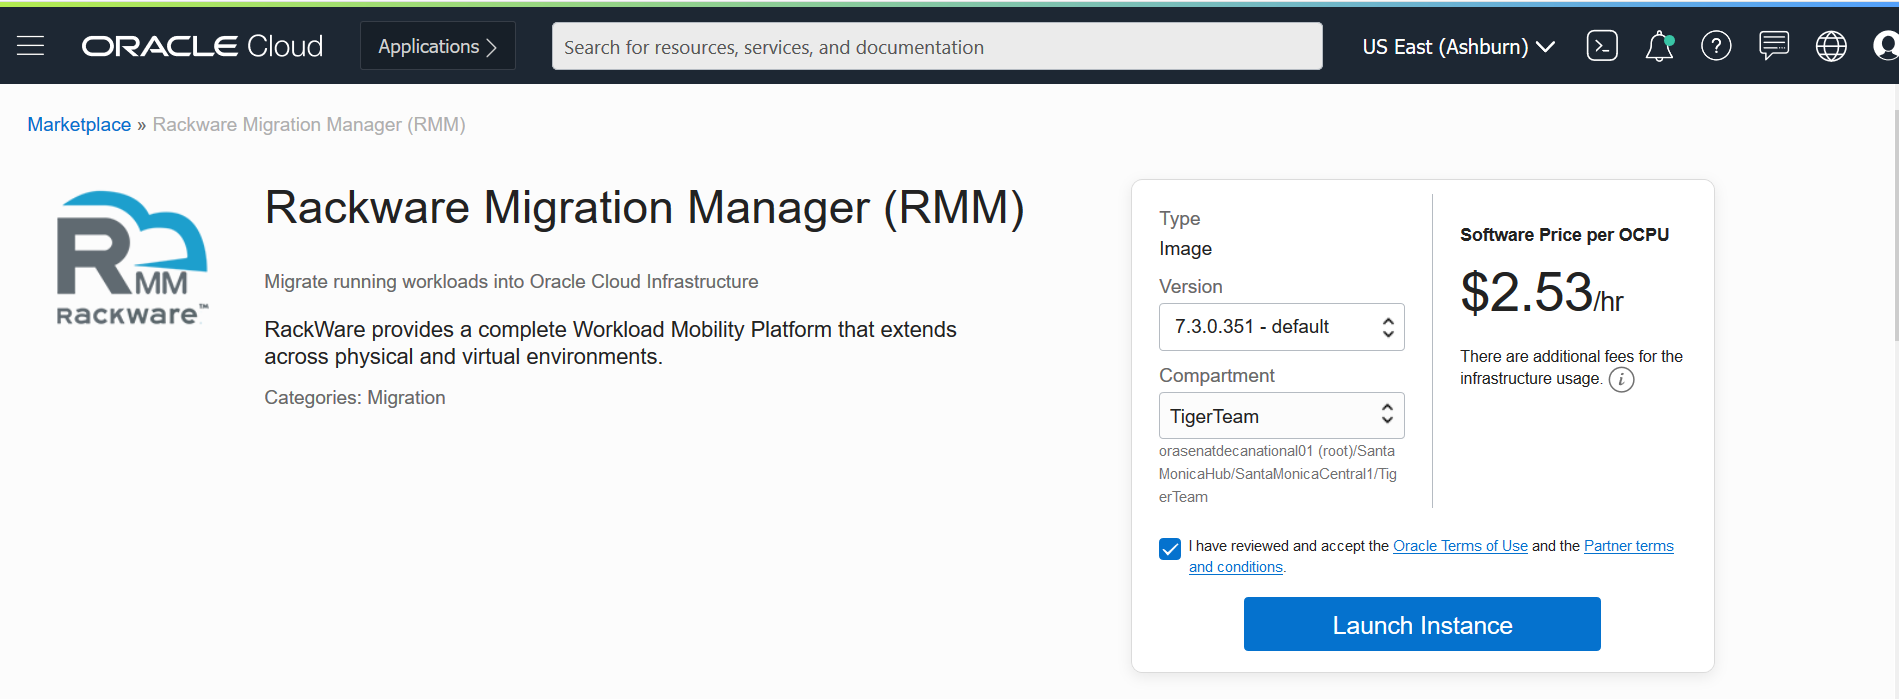 ORACLE Cloud
Applications
Search for resources, services, and documentation
US East (Ashburn)
Marketplace » Rackware Migration Manager (RMM)
RMM
RACKWARE™
Rackware Migration Manager (RMM)
Migrate running workloads into Oracle Cloud Infrastructure
RackWare provides a complete Workload Mobility Platform that extends
across physical and virtual environments.
Categories: Migration
Type
Image
Version
7.3.0.351 - default
Compartment
TigerTeam
orasenatdecanational01 (root)/Santa
MonicaHub/SantaMonicaCentral1/Tig
erTeam
Software Price per OCPU
$2.53/hr
There are additional fees for the
infrastructure usage.
I have reviewed and accept the Oracle Terms of Use and the Partner terms
and conditions.
Launch Instance